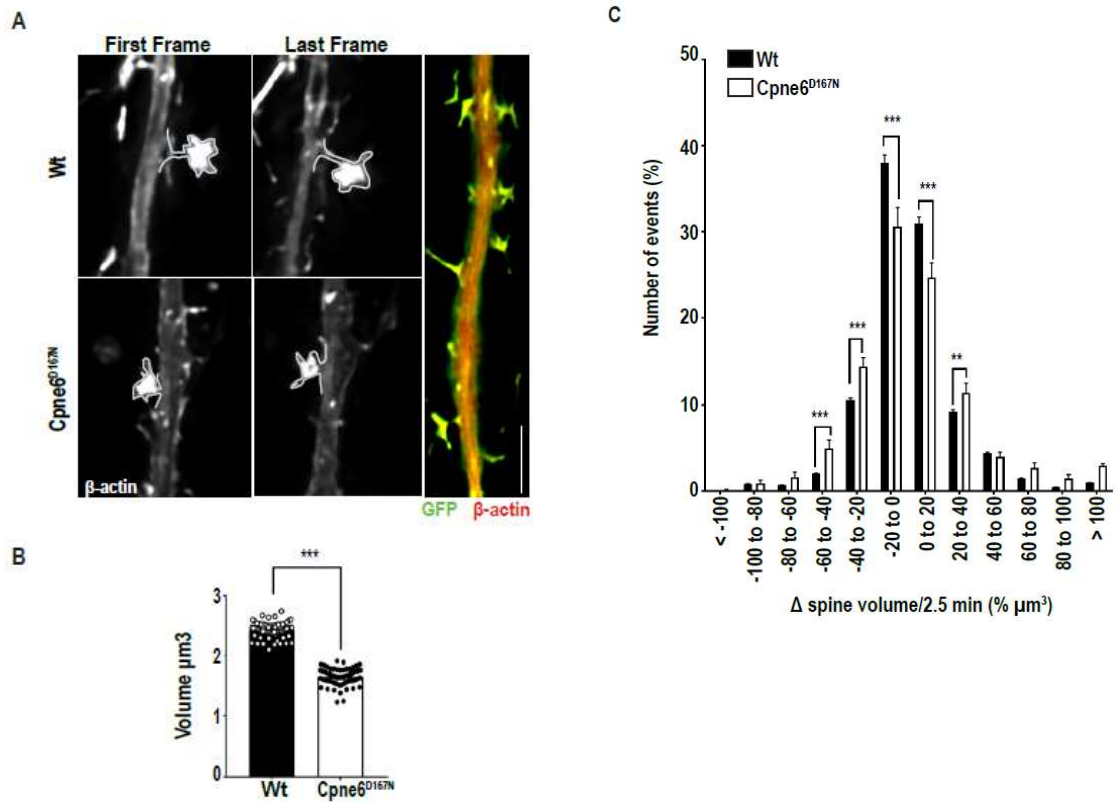 A
First Frame
Last Frame
Wt
Cpne6D167N
β-actin
GFP β-actin
B
***
Volume µm3
3
2
1
0
Wt
Cpne6D167N
C
Wt
Cpne6D167N
Number of events (%)
50
40
30
20
10
0
***
***
***
***
**
< -100
-100 to -80
-80 to -60
-60 to -40
-40 to -20
-20 to 0
0 to 20
20 to 40
40 to 60
60 to 80
80 to 100
> 100
Δ spine volume/2.5 min (% µm³)